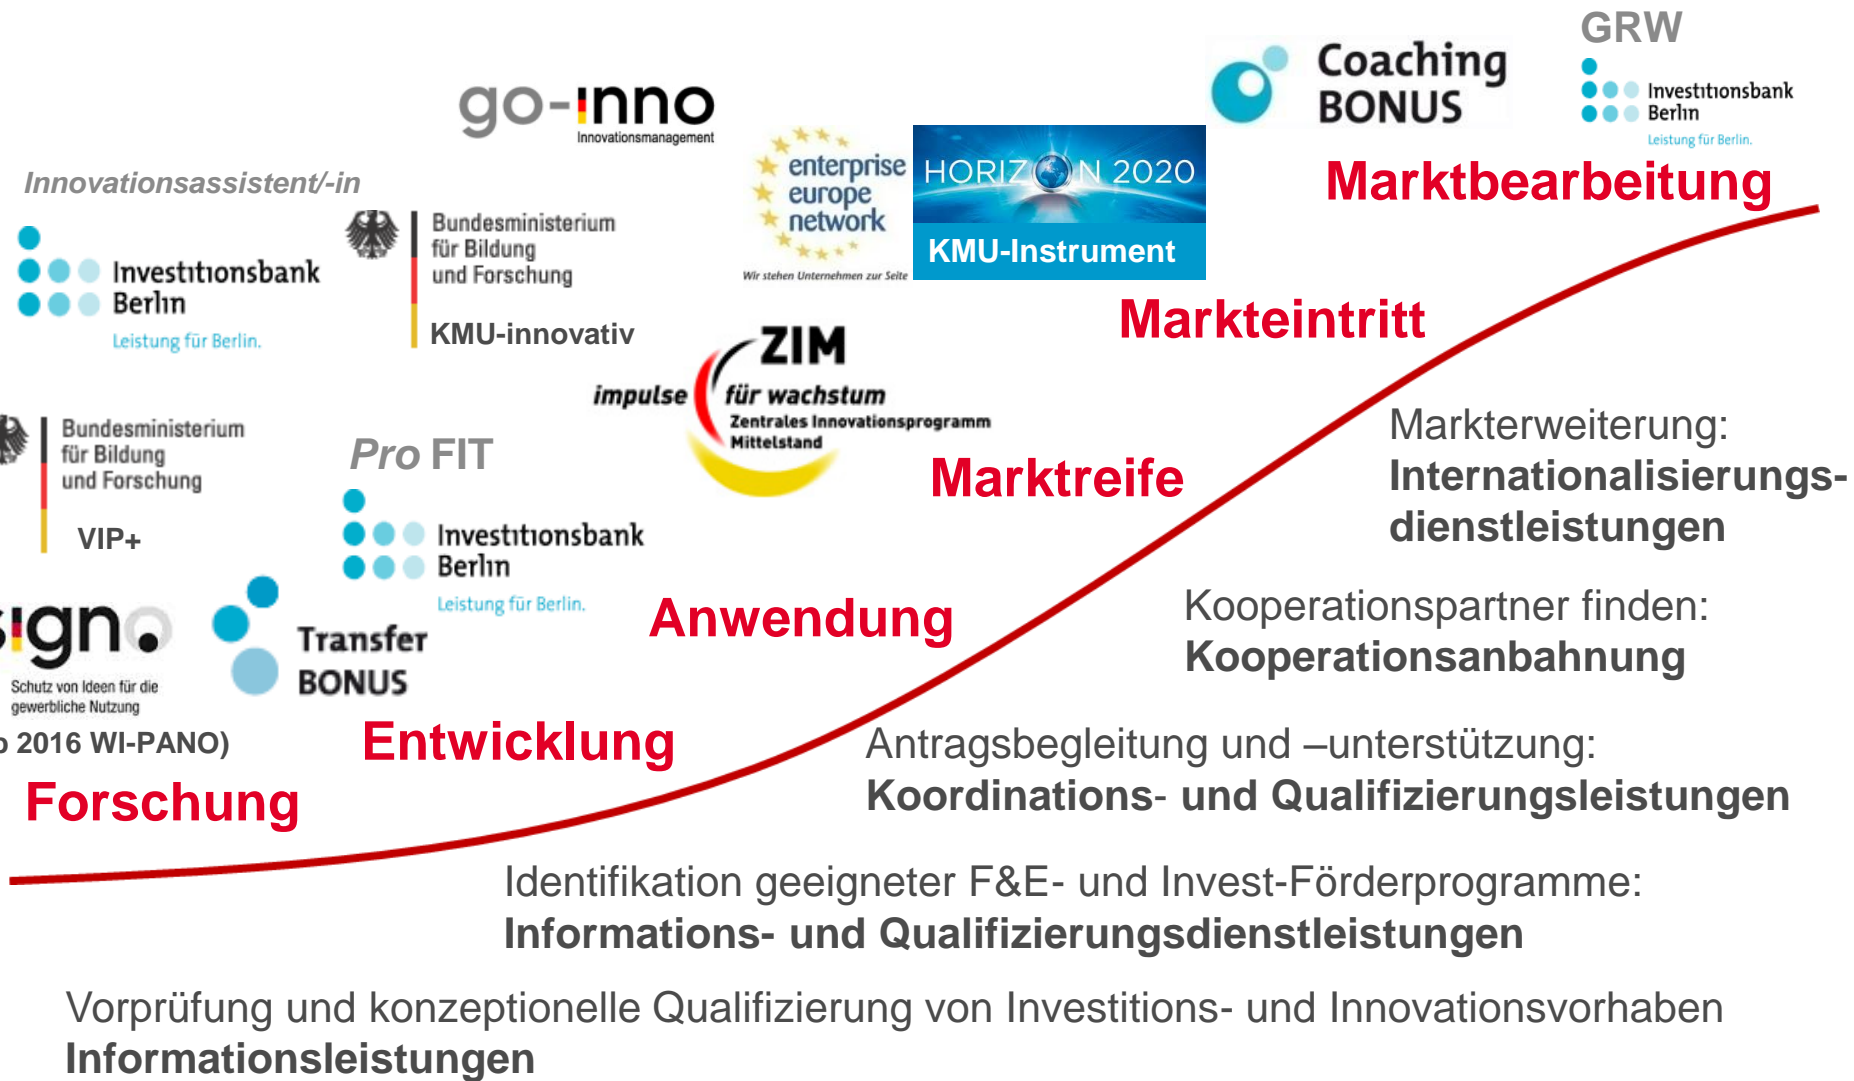 GRW
Coaching
BONUS
Investitionsbank
Berlin
Leistung für Berlin.
Marktbearbeitung
go-inno
Innovationsmanagement
enterprise
europe
network
Wir stehen Unternehmen zur Seite
HORIZON 2020
KMU-Instrument
Innovationsassistent/-in
Investitionsbank
Berlin
Leistung für Berlin.
Bundesministerium
für Bildung
und Forschung
KMU-innovativ
Markteintritt
ZIM
impulse für wachstum
Zentrales Innovationsprogramm
Mittelstand
Bundesministerium
für Bildung
und Forschung
VIP+
Pro FIT
Investitionsbank
Berlin
Leistung für Berlin.
Marktreife
Markterweiterung:
Internationalisierungs-
dienstleistungen
signo
Schutz von Ideen für die
gewerbliche Nutzung
2016 WI-PANO)
Transfer
BONUS
Anwendung
Kooperationspartner finden:
Kooperationsanbahnung
Entwicklung
Forschung
Antragsbegleitung und –unterstützung:
Koordinations- und Qualifizierungsleistungen
Identifikation geeigneter F&E- und Invest-Förderprogramme:
Informations- und Qualifizierungsdienstleistungen
Vorprüfung und konzeptionelle Qualifizierung von Investitions- und Innovationsvorhaben
Informationsleistungen